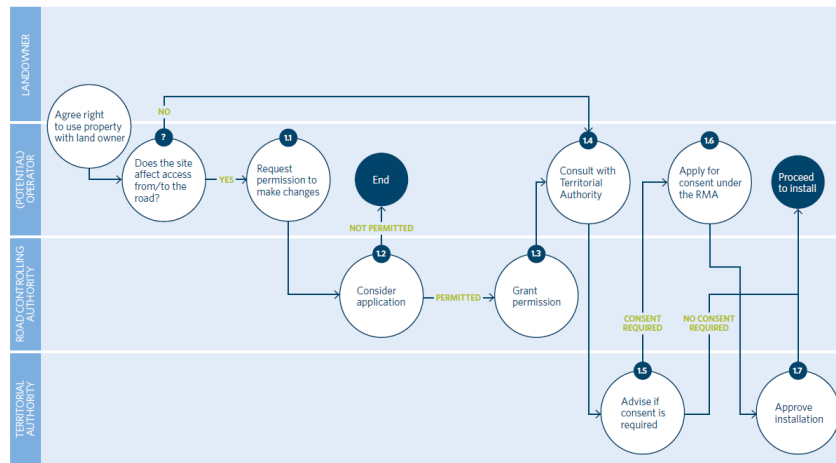 LANDOWNER
Agree right
to use property
with land owner
NO
(POTENTIAL)
OPERATOR
?
Does the site
affect access
from/to the
road?
YES
1.1
Request
permission to
make changes
End
NOT PERMITTED
1.4
Consult with
Territorial
Authority
1.6
Apply for
consent under
the RMA
Proceed
to install
ROAD CONTROLLING
AUTHORITY
1.2
Consider
application
PERMITTED
1.3
Grant
permission
CONSENT
REQUIRED
NO CONSENT
REQUIRED
TERRITORIAL
AUTHORITY
1.5
Advise if
consent is
required
1.7
Approve
installation